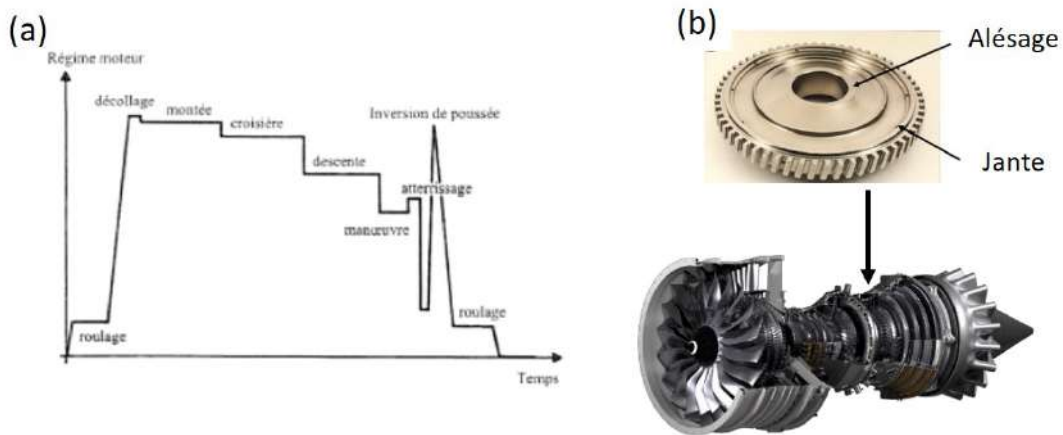 (a)
Régime moteur
décollage
montée
croisière
Inversion de poussée
descente
atterrissage
manœuvre
roulage
roulage
Temps
(b)
Alésage
Jante